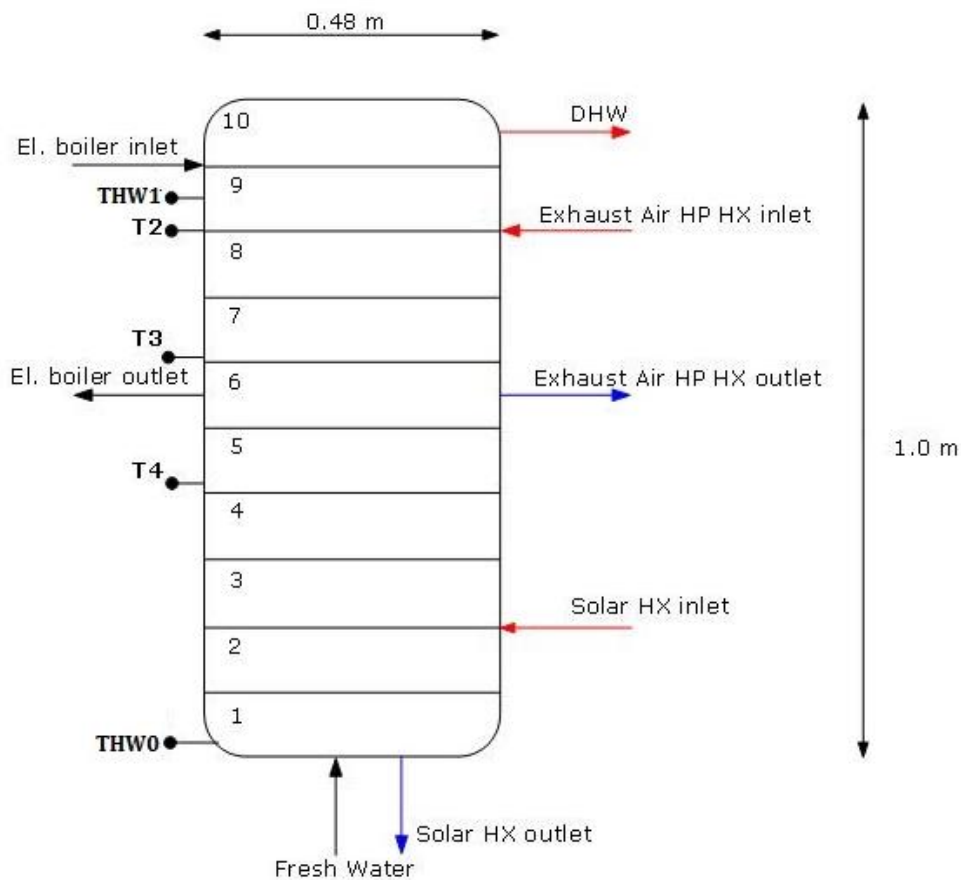 0.48 m
10
DHW
El. boiler inlet
THW1
9
T2
Exhaust Air HP HX inlet
8
7
T3
El. boiler outlet
6
Exhaust Air HP HX outlet
5
1.0 m
T4
4
3
Solar HX inlet
2
1
THW0
Solar HX outlet
Fresh Water